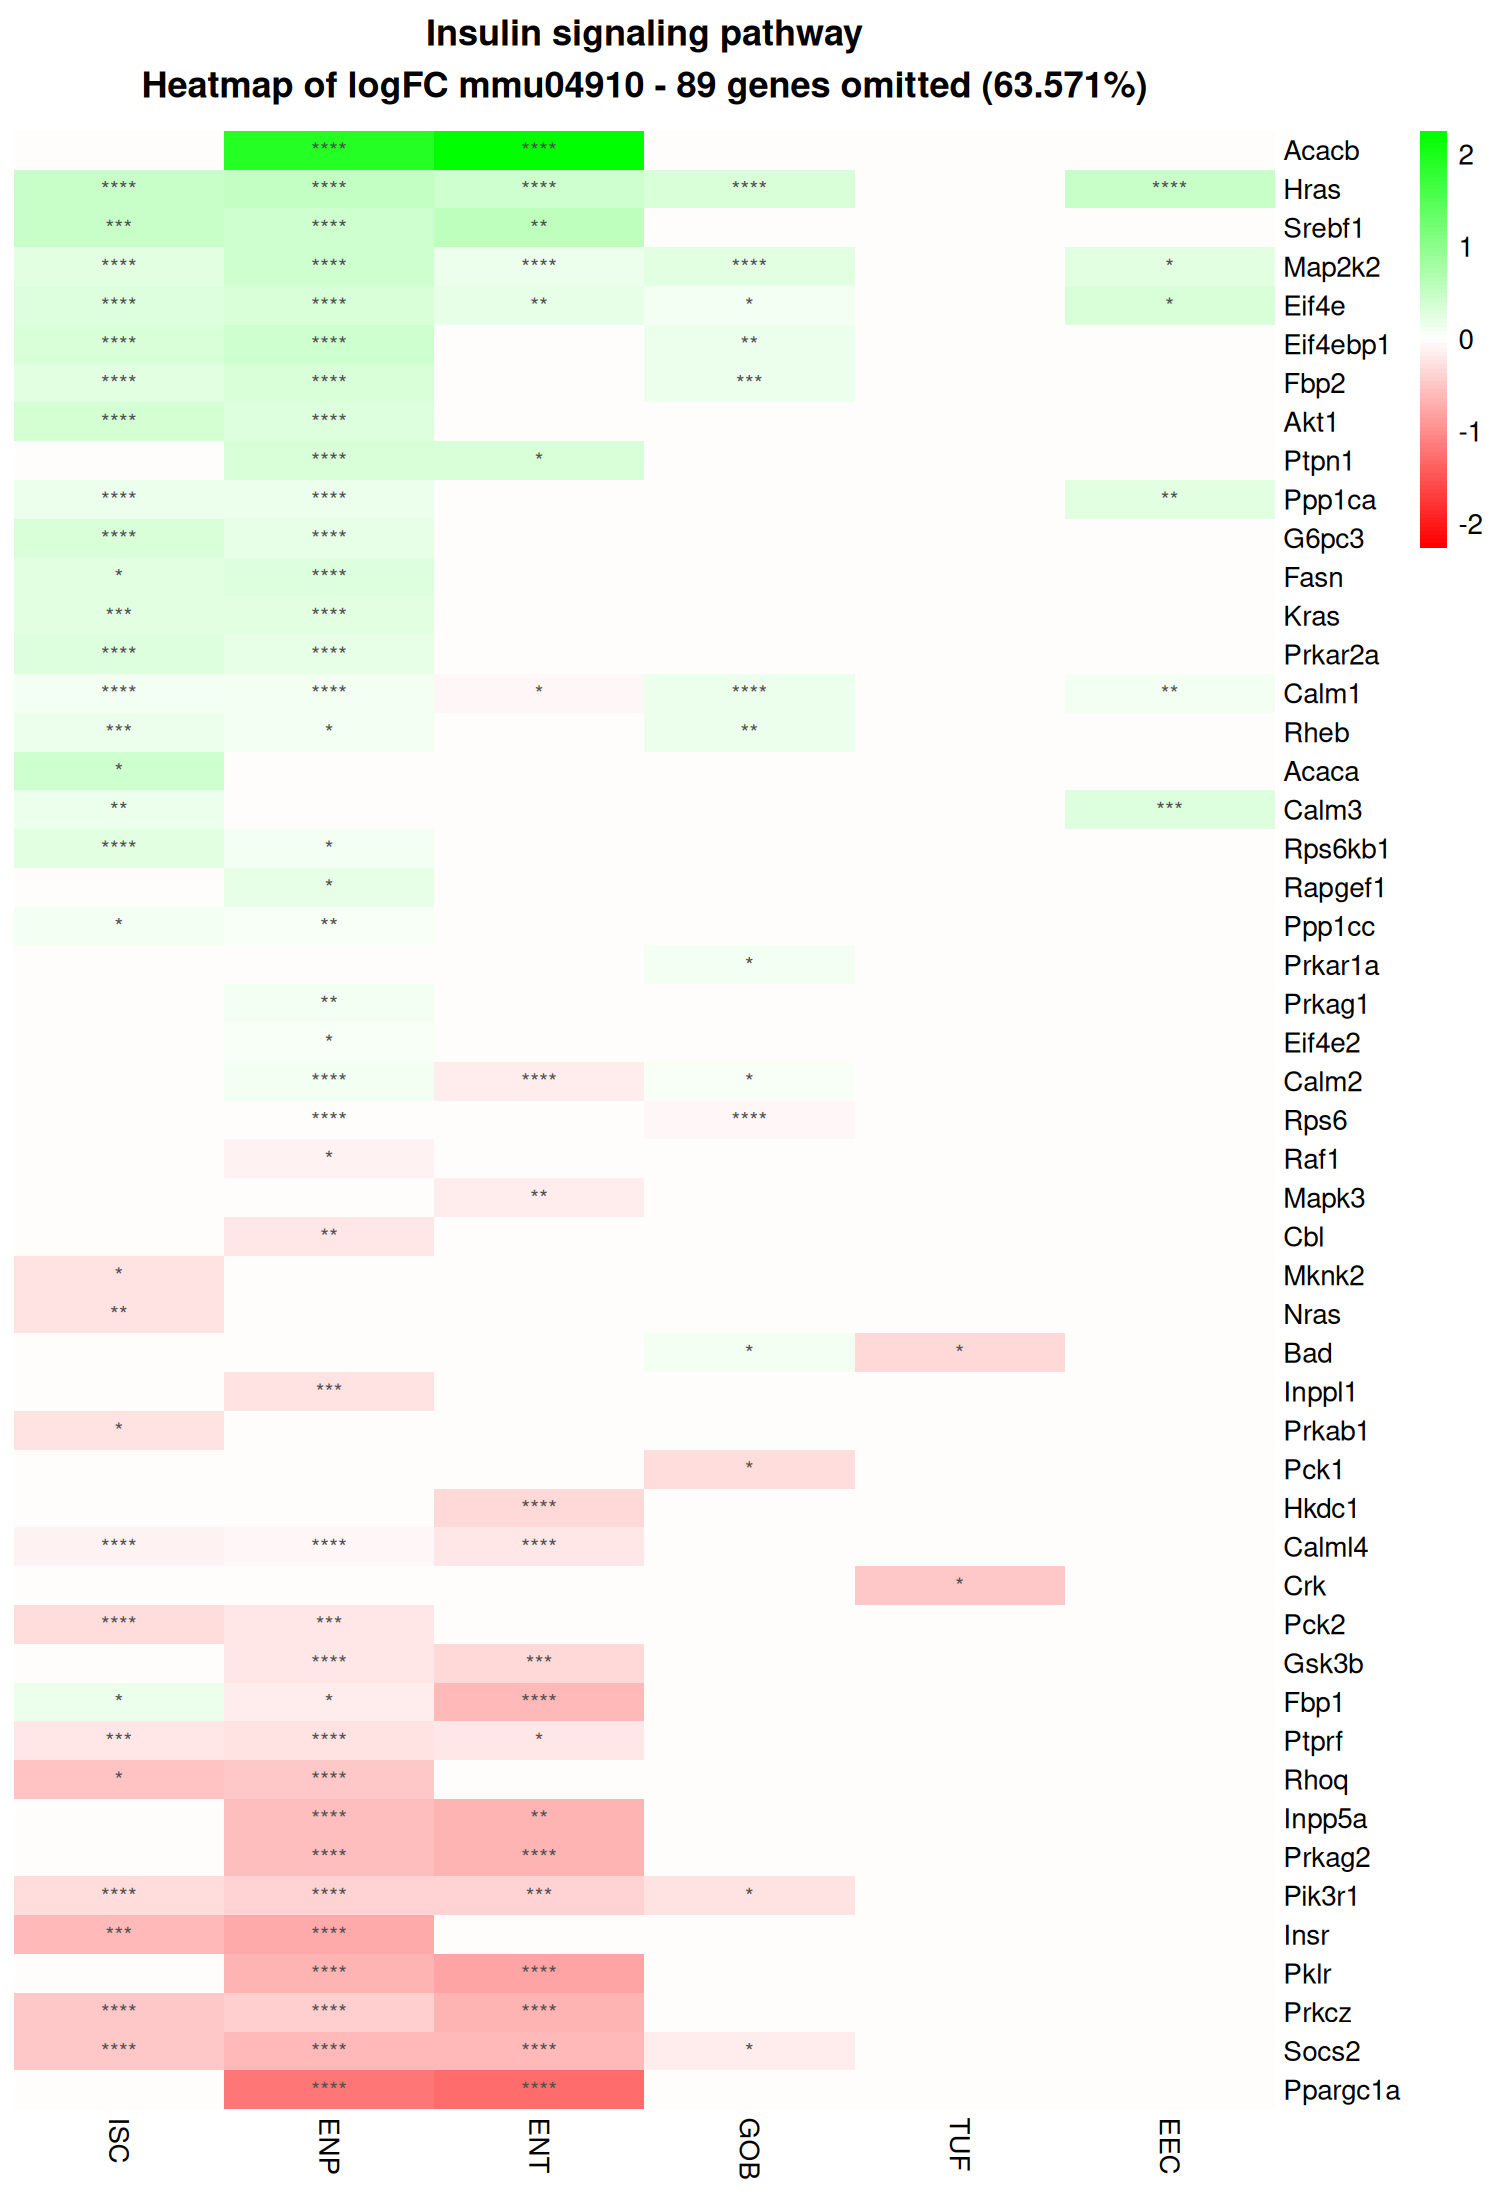 Insulin signaling pathway
Heatmap of logFC mmu04910 - 89 genes omitted (63.571%)
**** **** Acacb
**** **** **** **** **** Hras
*** **** ** Srebf1
**** **** **** **** * Map2k2
**** **** ** * * Eif4e
**** **** ** Eif4ebp1
**** **** *** Fbp2
**** **** Akt1
**** * Ptpn1
**** **** ** Ppp1ca
**** **** G6pc3
* **** Fasn
*** **** Kras
**** **** Prkar2a
**** **** * **** ** Calm1
*** * ** Rheb
* Acaca
** *** Calm3
**** * Rps6kb1
* Rapgef1
* ** Ppp1cc
* Prkar1a
** Prkag1
* Eif4e2
**** **** * Calm2
**** **** Rps6
* Raf1
** Mapk3
** Cbl
* Mknk2
** Nras
* * Bad
*** Inppl1
* Prkab1
* Pck1
**** Hkdc1
**** **** **** Calml4
* Crk
**** *** Pck2
**** *** Gsk3b
* * **** Fbp1
*** **** * Ptprf
* **** Rhoq
**** ** Inpp5a
**** **** Prkag2
**** **** *** * Pik3r1
*** **** Insr
**** **** Pklr
**** **** **** Prkcz
**** **** **** * Socs2
**** **** Ppargc1a
ISC ENP ENT GOB TUF EEC
2
1
0
-1
-2